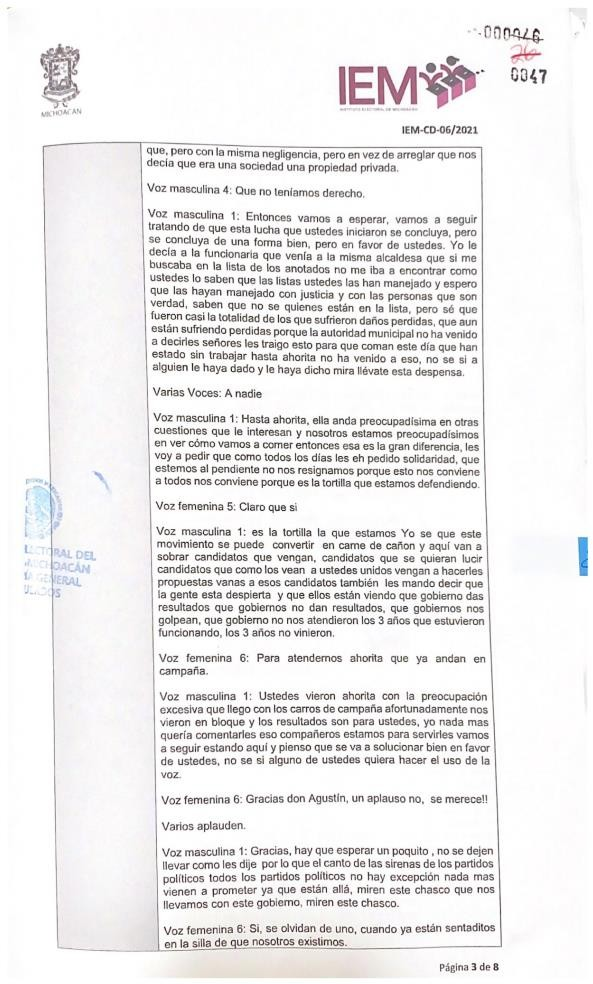 000046
26
0047
MICHOACÁN
IEM
INSTITUTO ELECTORAL DE MICHOACÁN
IEM-CD-06/2021
que, pero con la misma negligencia, pero en vez de arreglar que nos
decía que era una sociedad una propiedad privada.
Voz masculina 4: Que no teníamos derecho.
Voz masculina 1: Entonces vamos a esperar, vamos a seguir
tratando de que esta lucha que ustedes iniciaron se concluya, pero
se concluya de una forma bien, pero en favor de ustedes. Yo le
decía a la funcionaria que venía a la misma alcaldesa que si me
buscaba en la lista de los anotados no me iba a encontrar como
ustedes lo saben que las listas ustedes las han manejado y espero
que las hayan manejado con justicia y con las personas que son
verdad, saben que no se quienes están en la lista, pero sé que
fueron casi la totalidad de los que sufrieron daños perdidas, que aun
están sufriendo perdidas porque la autoridad municipal no ha venido
a decirles señores les traigo esto para que coman este día que han
estado sin trabajar hasta ahorita no ha venido a eso, no se si a
alguien le haya dado y le haya dicho mira llévate esta despensa.
Varias Voces: A nadie
Voz masculina 1: Hasta ahorita, ella anda preocupadísima en otras
cuestiones que le interesan y nosotros estamos preocupadísimos
en ver cómo vamos a comer entonces esa es la gran diferencia, les
voy a pedir que como todos los días les eh pedido solidaridad, que
estemos al pendiente no nos resignamos porque esto nos conviene
a todos nos conviene porque es la tortilla que estamos defendiendo.
Voz femenina 5: Claro que si
Voz masculina 1: es la tortilla la que estamos Yo se que este
movimiento se puede convertir en carne de cañon y aquí van a
sobrar candidatos que vengan, candidatos que se quieran lucir
candidatos que como los vean a ustedes unidos vengan a hacerles
propuestas vanas a esos candidatos también les mando decir que
la gente esta despierta y que ellos están viendo que gobierno das
resultados que gobiernos no dan resultados, que gobiernos nos
golpean, que gobierno no nos atendieron los 3 años que estuvieron
funcionando, los 3 años no vinieron.
Voz femenina 6: Para atendernos ahorita que ya andan en
campaña.
Voz masculina 1: Ustedes vieron ahorita con la preocupación
excesiva que llego con los carros de campaña afortunadamente nos
vieron en bloque y los resultados son para ustedes, yo nada mas
quería comentarles eso compañeros estamos para servirles vamos
a seguir estando aquí y pienso que se va a solucionar bien en favor
de ustedes, no se si alguno de ustedes quiera hacer el uso de la
voz.
Voz femenina 6: Gracias don Agustín, un aplauso no, se merece!!
Varios aplauden.
Voz masculina 1: Gracias, hay que esperar un poquito , no se dejen
llevar como les dije por lo que el canto de las sirenas de los partidos
políticos todos los partidos políticos no hay excepción nada mas
vienen a prometer ya que están allá, miren este chasco que nos
llevamos con este gobierno, miren este chasco.
Voz femenina 6: Si, se olvidan de uno, cuando ya están sentaditos
en la silla de que nosotros existimos.
ECTORAL DEL
MICHOACÁN
GENERAL
Página 3 de 8